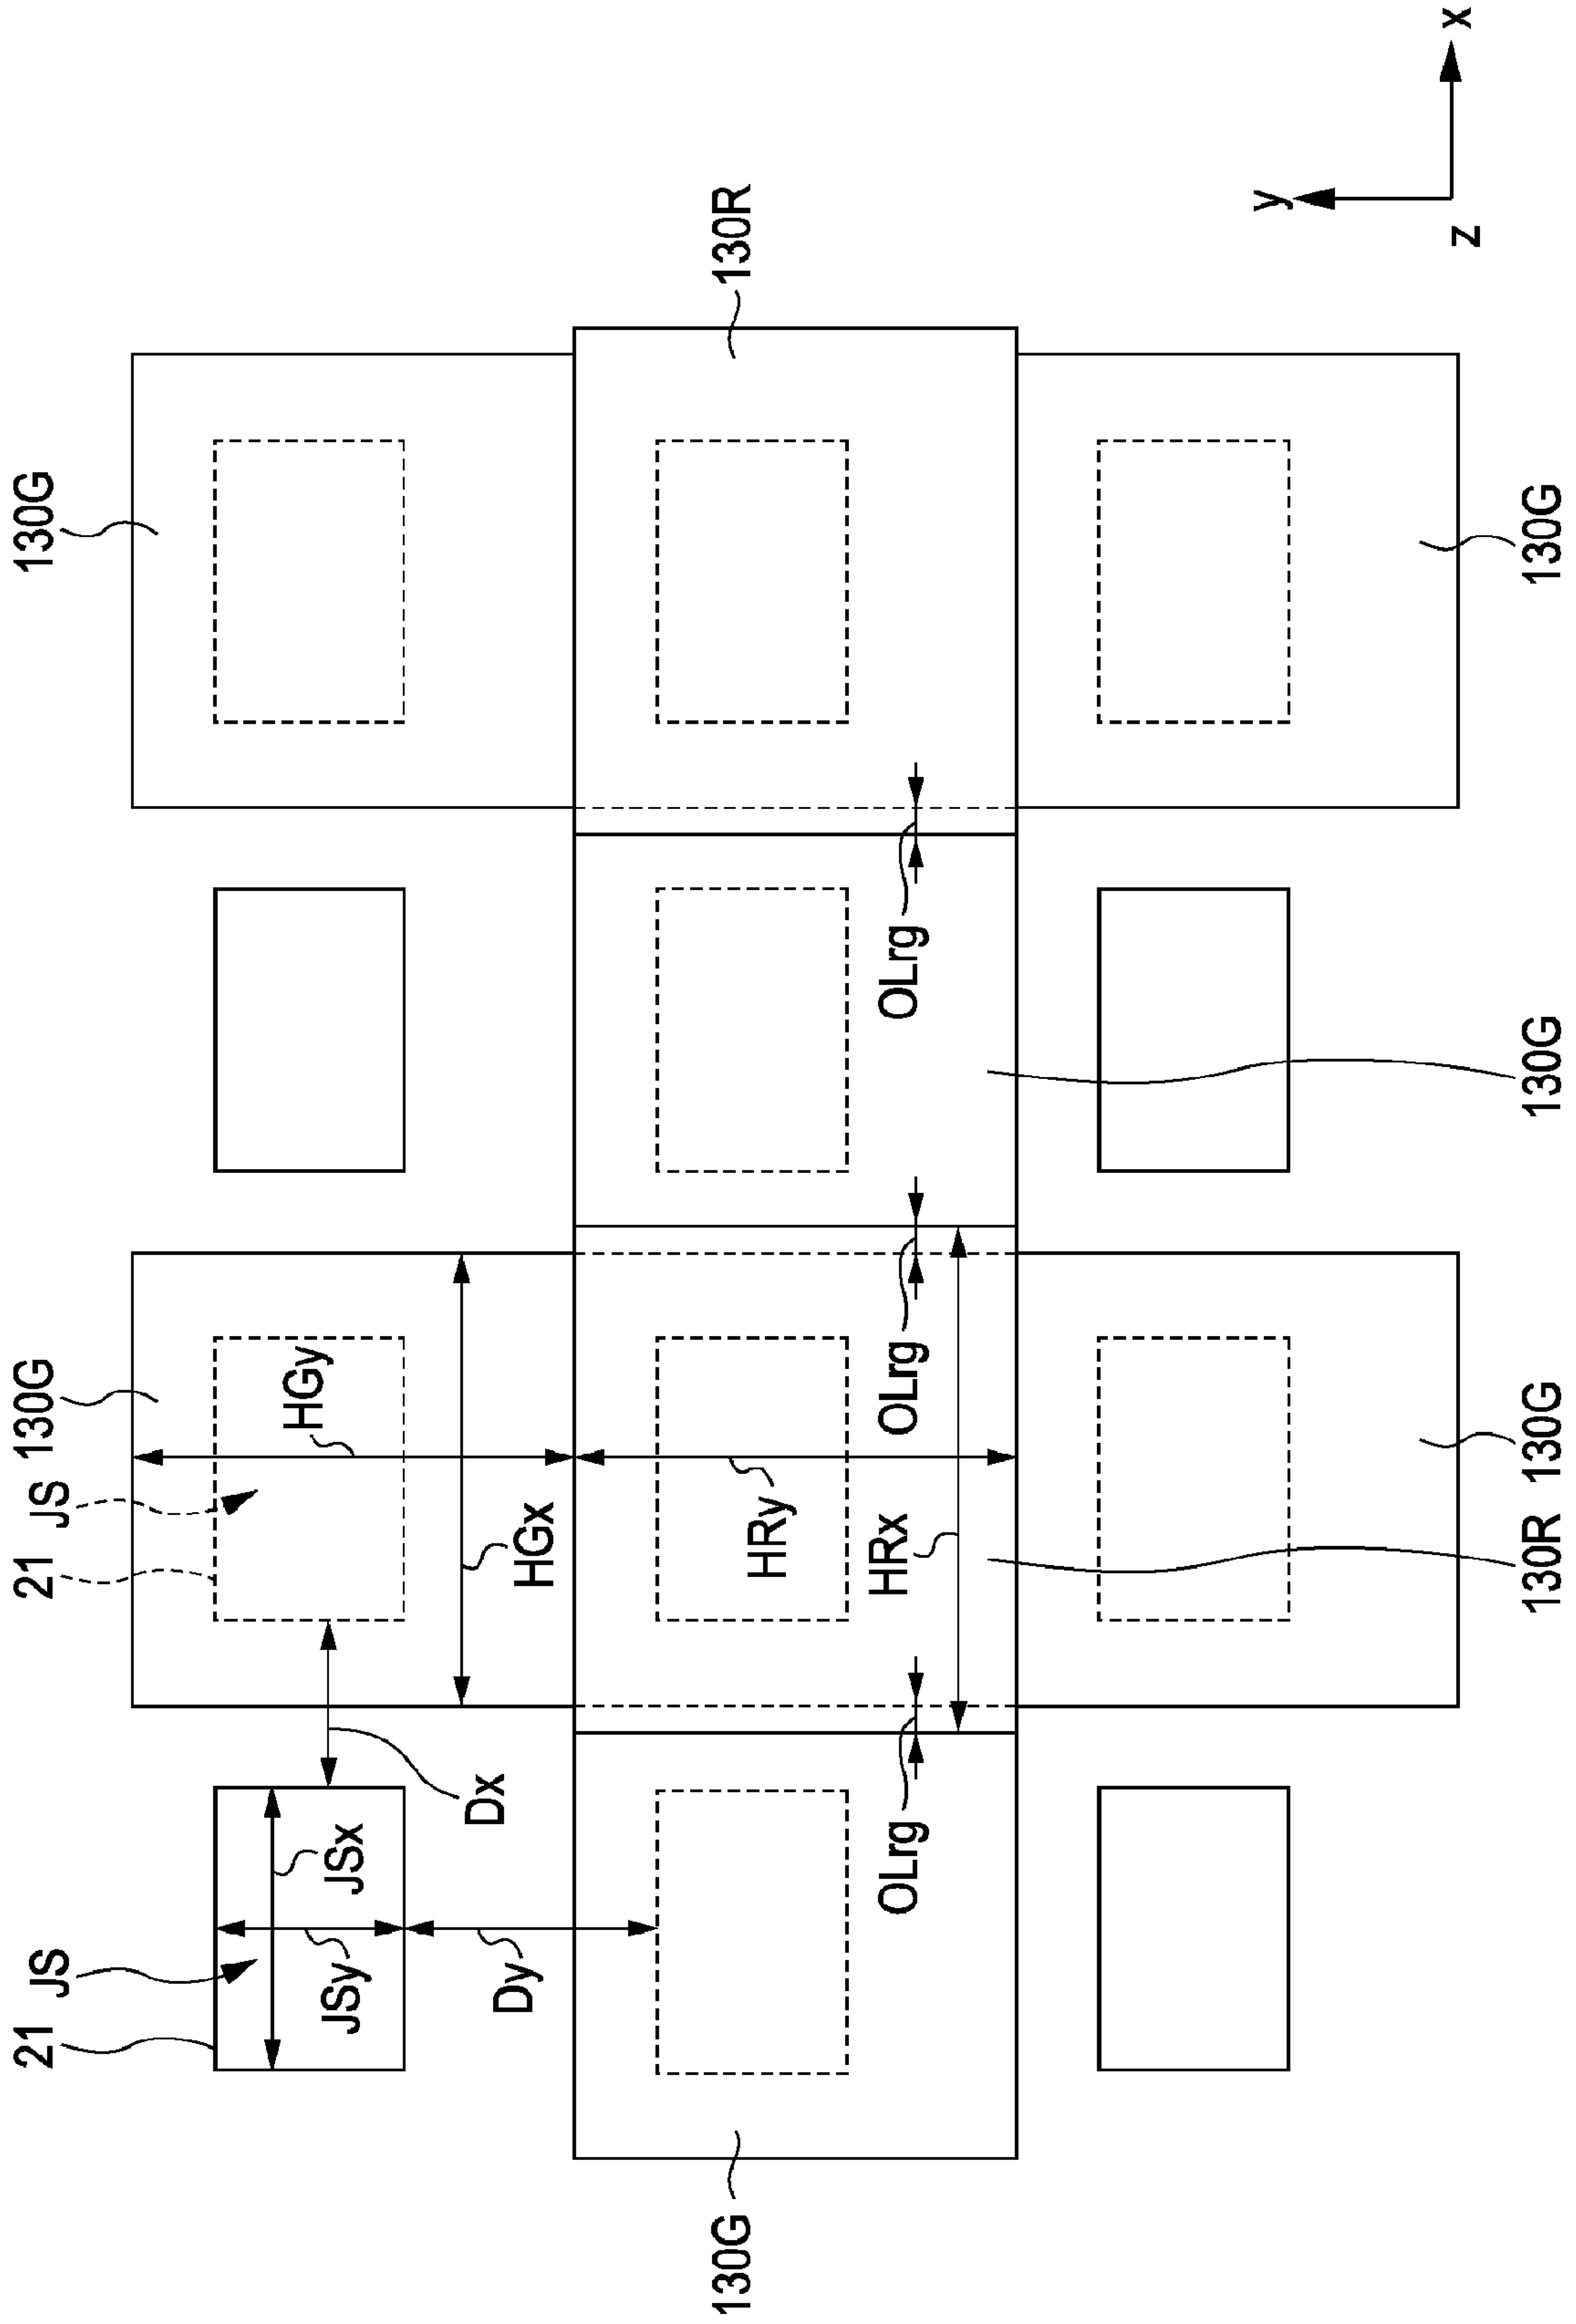 21 JS
21 JS 130G
130G
HGy
JSx
JSy
Dx
Dy
HGx
130G
HRy
130R
OLrg
HRx
OLrg
OLrg
y
z
x
130R
130G
130G
130G